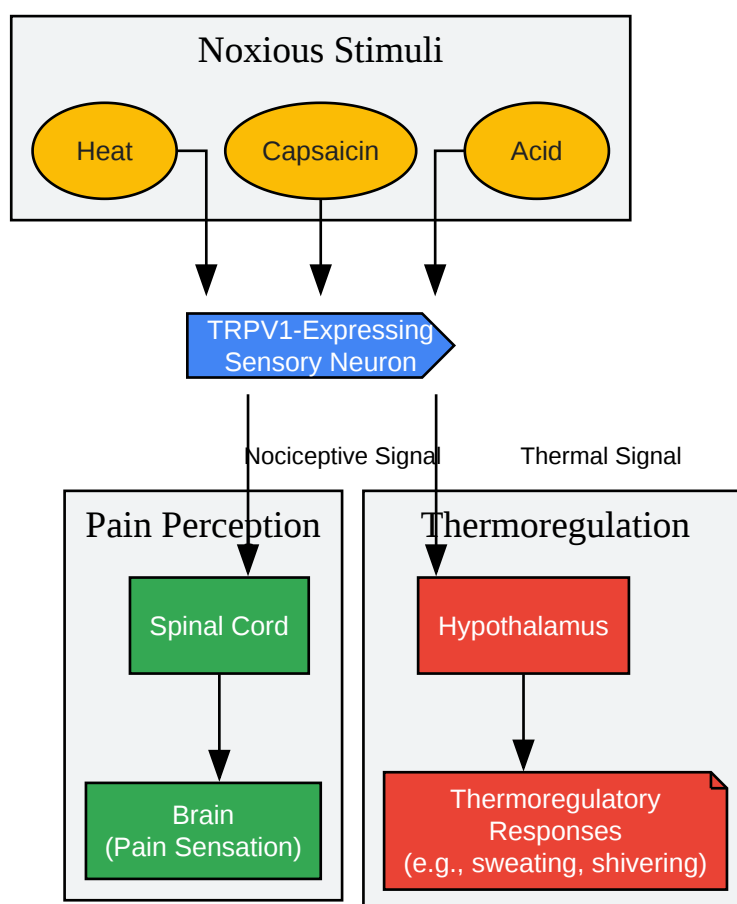 Noxious Stimuli
Heat
Capsaicin
Acid
TRPV1-Expressing
Sensory Neuron
Nociceptive Signal
Thermal Signal
Pain Perception
Thermoregulation
Spinal Cord
Hypothalamus
Brain
(Pain Sensation)
Thermoregulatory
Responses
(e.g., sweating, shivering)